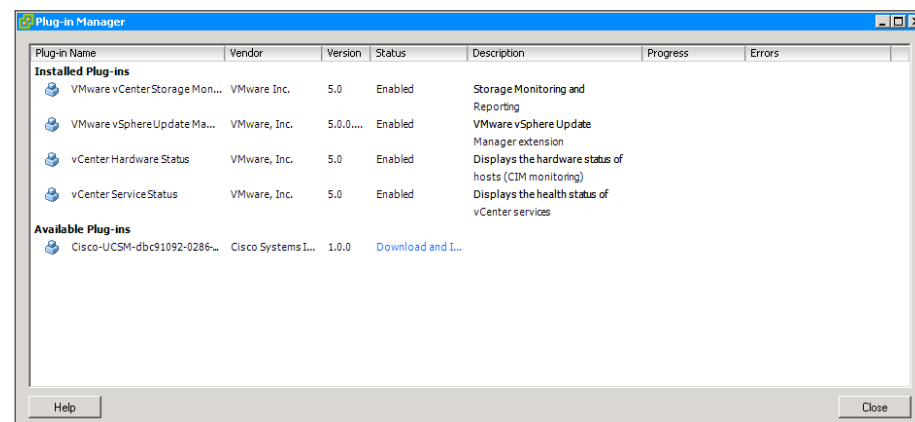 Plug-in Manager
Plug-in Name Vendor Version Status Description Progress Errors
Installed Plug-ins
VMware vCenter Storage Mon... VMware Inc. 5.0 Enabled Storage Monitoring and
Reporting
VMware vSphere Update Ma... VMware, Inc. 5.0.0.... Enabled VMware vSphere Update
Manager extension
vCenter Hardware Status VMware, Inc. 5.0 Enabled Displays the hardware status of
hosts (CIM monitoring)
vCenter Service Status VMware, Inc. 5.0 Enabled Displays the health status of
vCenter services
Available Plug-ins
Cisco-UCSM-dbc91092-0286-... Cisco Systems I... 1.0.0 Download and I...
Help Close